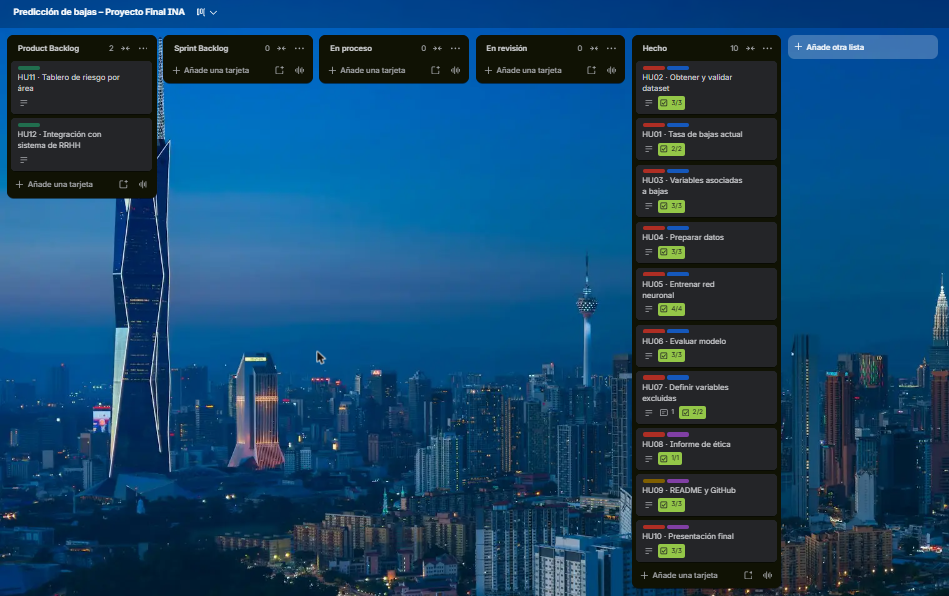 Predicción de bajas – Proyecto Final INA
Product Backlog 2
HU11 · Tablero de riesgo por
área
HU12 · Integración con
sistema de RRHH
Añade una tarjeta
Sprint Backlog 0
Añade una tarjeta
En proceso 0
Añade una tarjeta
En revisión 0
Añade una tarjeta
Hecho 10
HU02 · Obtener y validar
dataset
3/3
HU01 · Tasa de bajas actual
2/2
HU03 · Variables asociadas
a bajas
3/3
HU04 · Preparar datos
3/3
HU05 · Entrenar red
neuronal
4/4
HU06 · Evaluar modelo
3/3
HU07 · Definir variables
excluidas
1 2/2
HU08 · Informe de ética
1/1
HU09 · README y GitHub
3/3
HU10 · Presentación final
3/3
Añade una tarjeta
Añade otra lista